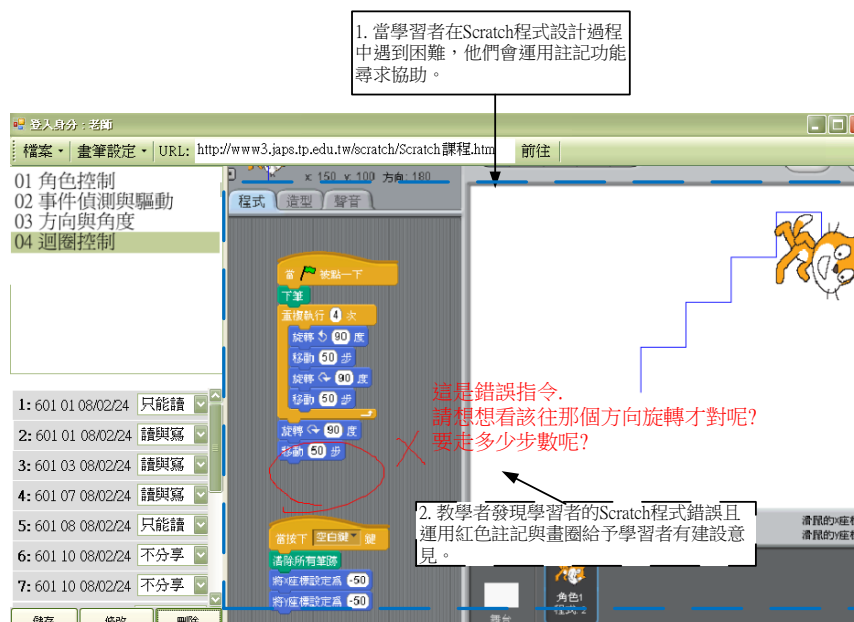 1. 當學習者在Scratch程式設計過程
中遇到困難，他們會運用註記功能
尋求協助。
登入身分：老師
檔案 畫筆設定 URL: http://www3.japs.tp.edu.tw/scratch/Scratch課程.htm 前往
01 角色控制
02 事件偵測與驅動
03 方向與角度
04 迴圈控制
x: 150 y: 100 方向: 180
程式 造型 聲音
當 被點一下
下筆
重複執行 4 次
旋轉 90 度
移動 50 步
旋轉 90 度
移動 50 步
旋轉 90 度
移動 50 步
這是錯誤指令.
請想想看該往那個方向旋轉才對呢?
要走多少步數呢?
1: 601 01 08/02/24 只能讀
2: 601 01 08/02/24 讀與寫
3: 601 03 08/02/24 讀與寫
4: 601 07 08/02/24 讀與寫
5: 601 08 08/02/24 只能讀
6: 601 10 08/02/24 不分享
7: 601 10 08/02/24 不分享
儲存 修改 刪除
當按下 空白鍵 鍵
清除所有筆跡
將x座標設定為 -50
將y座標設定為 -50
2. 教學者發現學習者的Scratch程式錯誤且
運用紅色註記與畫圈給予學習者有建設意
見。
滑鼠的x座標
滑鼠的y座標
舞台
角色1
程式: 2